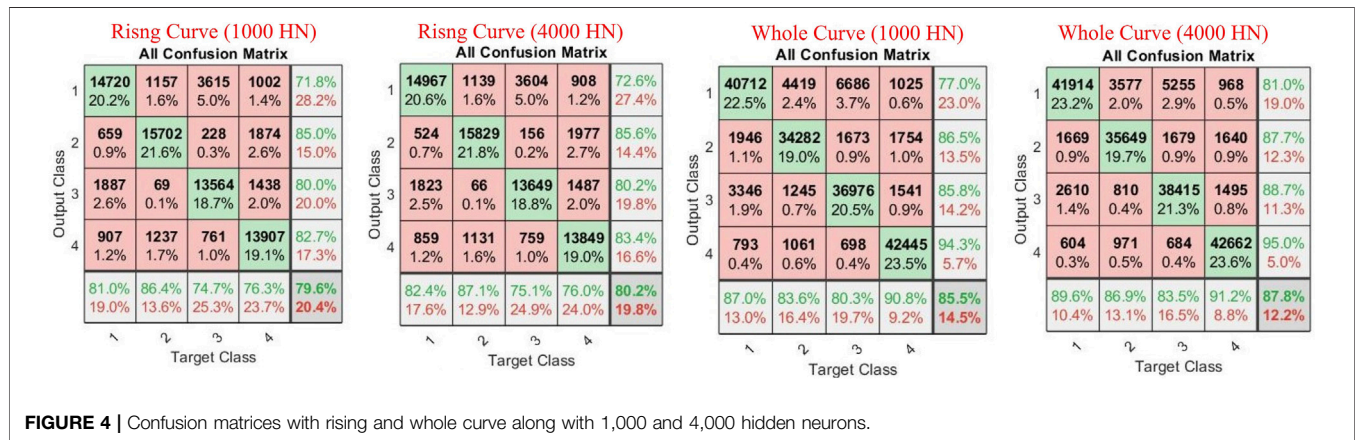 Risng Curve (1000 HN)
All Confusion Matrix
Output Class
1
14720 1157 3615 1002 71.8%
20.2% 1.6% 5.0% 1.4% 28.2%
2
659 15702 228 1874 85.0%
0.9% 21.6% 0.3% 2.6% 15.0%
3
1887 69 13564 1438 80.0%
2.6% 0.1% 18.7% 2.0% 20.0%
4
907 1237 761 13907 82.7%
1.2% 1.7% 1.0% 19.1% 17.3%
81.0% 86.4% 74.7% 76.3% 79.6%
19.0% 13.6% 25.3% 23.7% 20.4%
1 2 3 4
Target Class
Risng Curve (4000 HN)
All Confusion Matrix
Output Class
1
14967 1139 3604 908 72.6%
20.6% 1.6% 5.0% 1.2% 27.4%
2
524 15829 156 1977 85.6%
0.7% 21.8% 0.2% 2.7% 14.4%
3
1823 66 13649 1487 80.2%
2.5% 0.1% 18.8% 2.0% 19.8%
4
859 1131 759 13849 83.4%
1.2% 1.6% 1.0% 19.0% 16.6%
82.4% 87.1% 75.1% 76.0% 80.2%
17.6% 12.9% 24.9% 24.0% 19.8%
1 2 3 4
Target Class
Whole Curve (1000 HN)
All Confusion Matrix
Output Class
1
40712 4419 6686 1025 77.0%
22.5% 2.4% 3.7% 0.6% 23.0%
2
1946 34282 1673 1754 86.5%
1.1% 19.0% 0.9% 1.0% 13.5%
3
3346 1245 36976 1541 85.8%
1.9% 0.7% 20.5% 0.9% 14.2%
4
793 1061 698 42445 94.3%
0.4% 0.6% 0.4% 23.5% 5.7%
87.0% 83.6% 80.3% 90.8% 85.5%
13.0% 16.4% 19.7% 9.2% 14.5%
1 2 3 4
Target Class
Whole Curve (4000 HN)
All Confusion Matrix
Output Class
1
41914 3577 5255 968 81.0%
23.2% 2.0% 2.9% 0.5% 19.0%
2
1669 35649 1679 1640 87.7%
0.9% 19.7% 0.9% 0.9% 12.3%
3
2610 810 38415 1495 88.7%
1.4% 0.4% 21.3% 0.8% 11.3%
4
604 971 684 42662 95.0%
0.3% 0.5% 0.4% 23.6% 5.0%
89.6% 86.9% 83.5% 91.2% 87.8%
10.4% 13.1% 16.5% 8.8% 12.2%
1 2 3 4
Target Class
FIGURE 4 | Confusion matrices with rising and whole curve along with 1,000 and 4,000 hidden neurons.